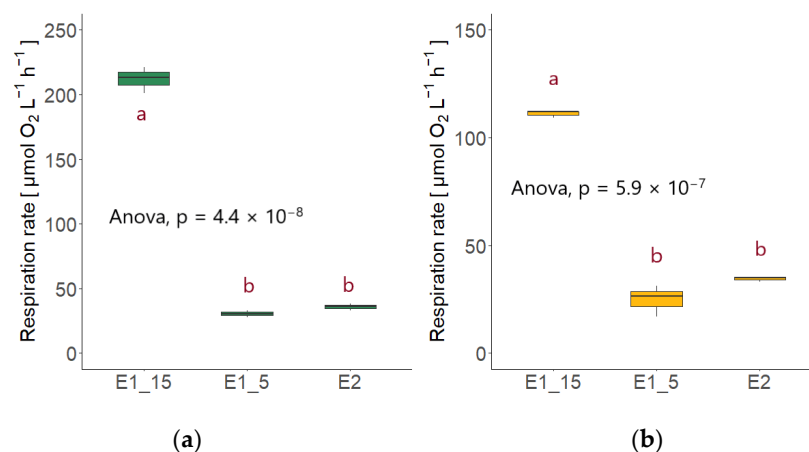 Respiration rate [ µmol O₂ L⁻¹ h⁻¹ ]
250
200
150
100
50
0
a
b
b
Anova, p = 4.4 × 10⁻⁸
E1_15
E1_5
E2
(a)
Respiration rate [ µmol O₂ L⁻¹ h⁻¹ ]
150
100
50
0
a
b
b
Anova, p = 5.9 × 10⁻⁷
E1_15
E1_5
E2
(b)